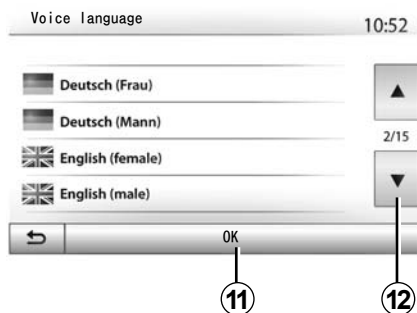 Voice language
10:52
Deutsch (Frau)
Deutsch (Mann)
2/15
English (female)
English (male)
OK
11
12